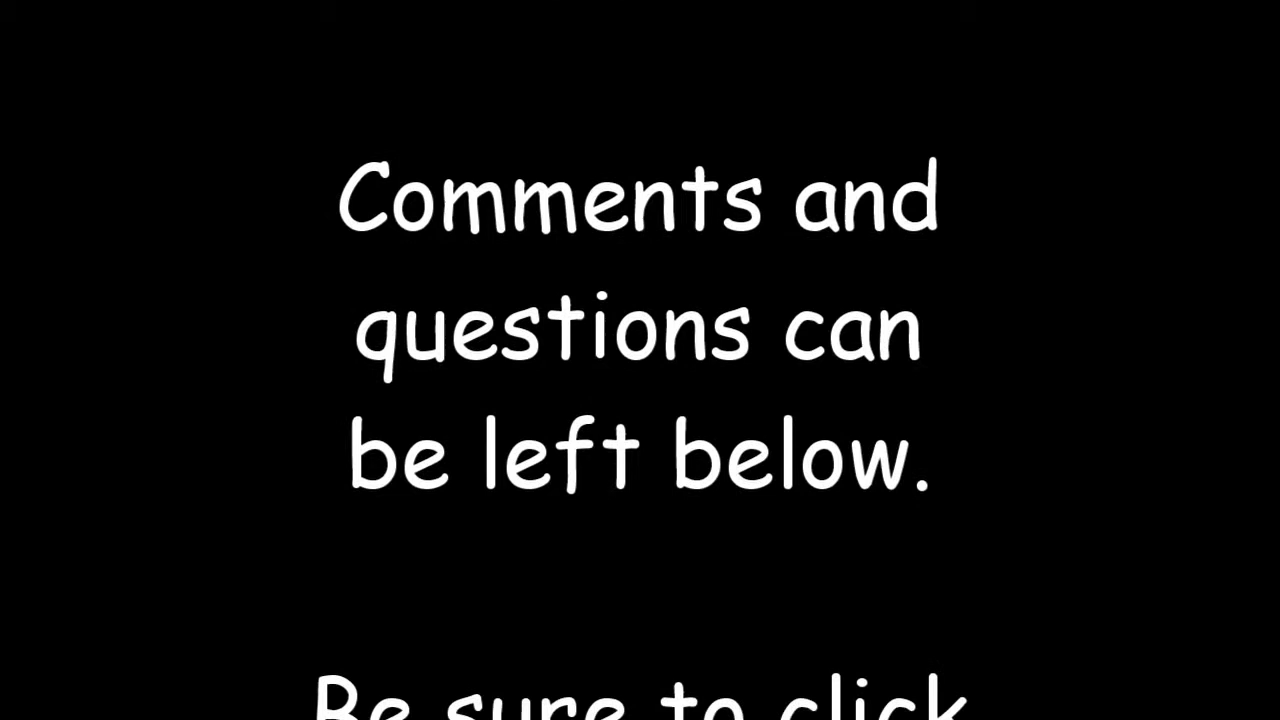 Comments and
questions can
be left below.
Be sure to click